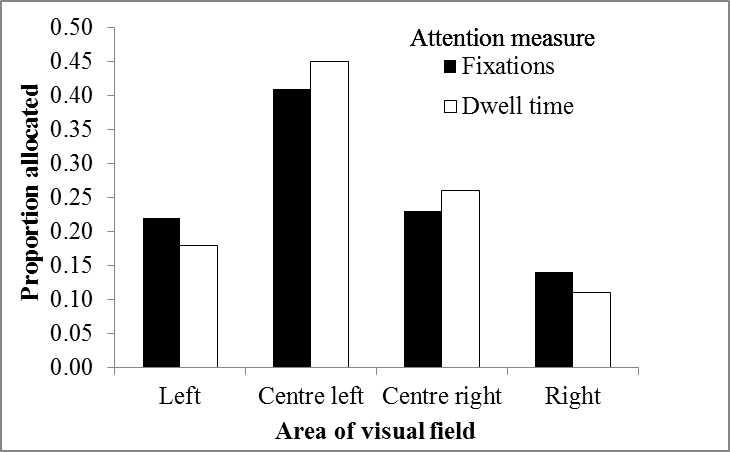 Attention measure
Fixations
Dwell time
Proportion allocated
0.50
0.45
0.40
0.35
0.30
0.25
0.20
0.15
0.10
0.05
0.00
Left
Centre left
Centre right
Right
Area of visual field